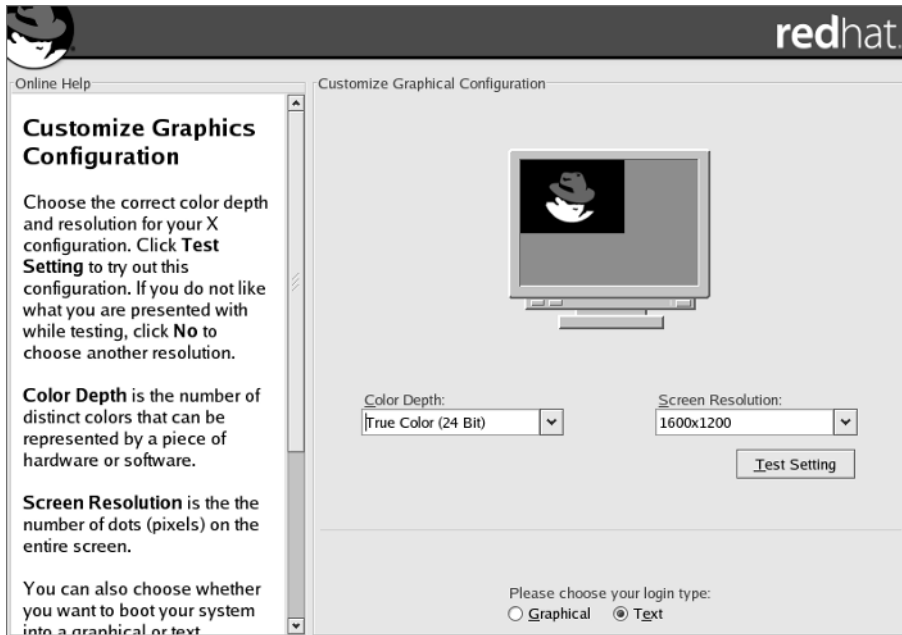 redhat.
Online Help
Customize Graphics
Configuration
Choose the correct color depth
and resolution for your X
configuration. Click Test
Setting to try out this
configuration. If you do not like
what you are presented with
while testing, click No to
choose another resolution.
Color Depth is the number of
distinct colors that can be
represented by a piece of
hardware or software.
Screen Resolution is the the
number of dots (pixels) on the
entire screen.
You can also choose whether
you want to boot your system
into a graphical or text
Customize Graphical Configuration
Color Depth:
True Color (24 Bit)
Screen Resolution:
1600x1200
Test Setting
Please choose your login type:
Graphical Text